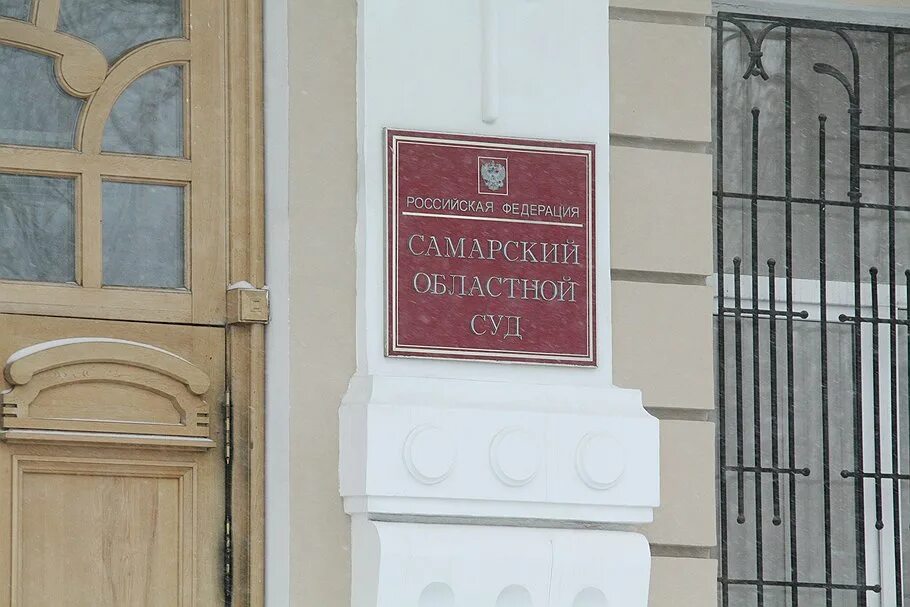 РОССИЙСКАЯ ФЕДЕРАЦИЯ
САМАРСКИЙ
ОБЛАСТНОЙ
СУД